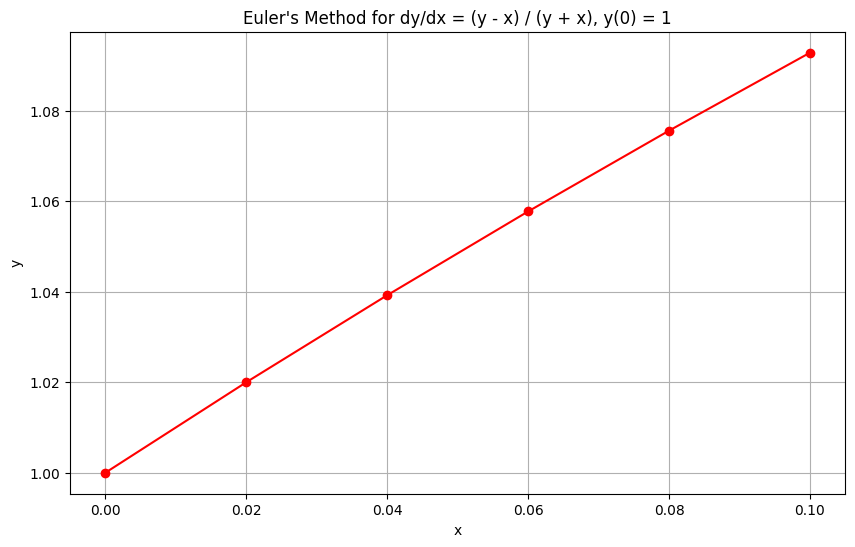 Euler's Method for dy/dx = (y - x) / (y + x), y(0) = 1
1.08
1.06
y
1.04
1.02
1.00
0.00 0.02 0.04 0.06 0.08 0.10
x